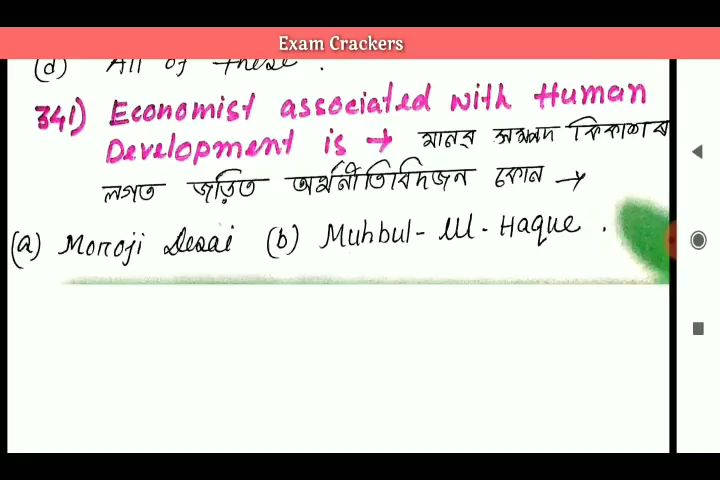 Exam Crackers
(d) All of these .
341) Economist associated with Human
Development is → মানৱ সম্পদ বিকাশৰ
লগত জড়িত অৰ্থনীতিবিদজন কোন →
(a) Moroji Desai (b) Muhbul-Ul-Haque .